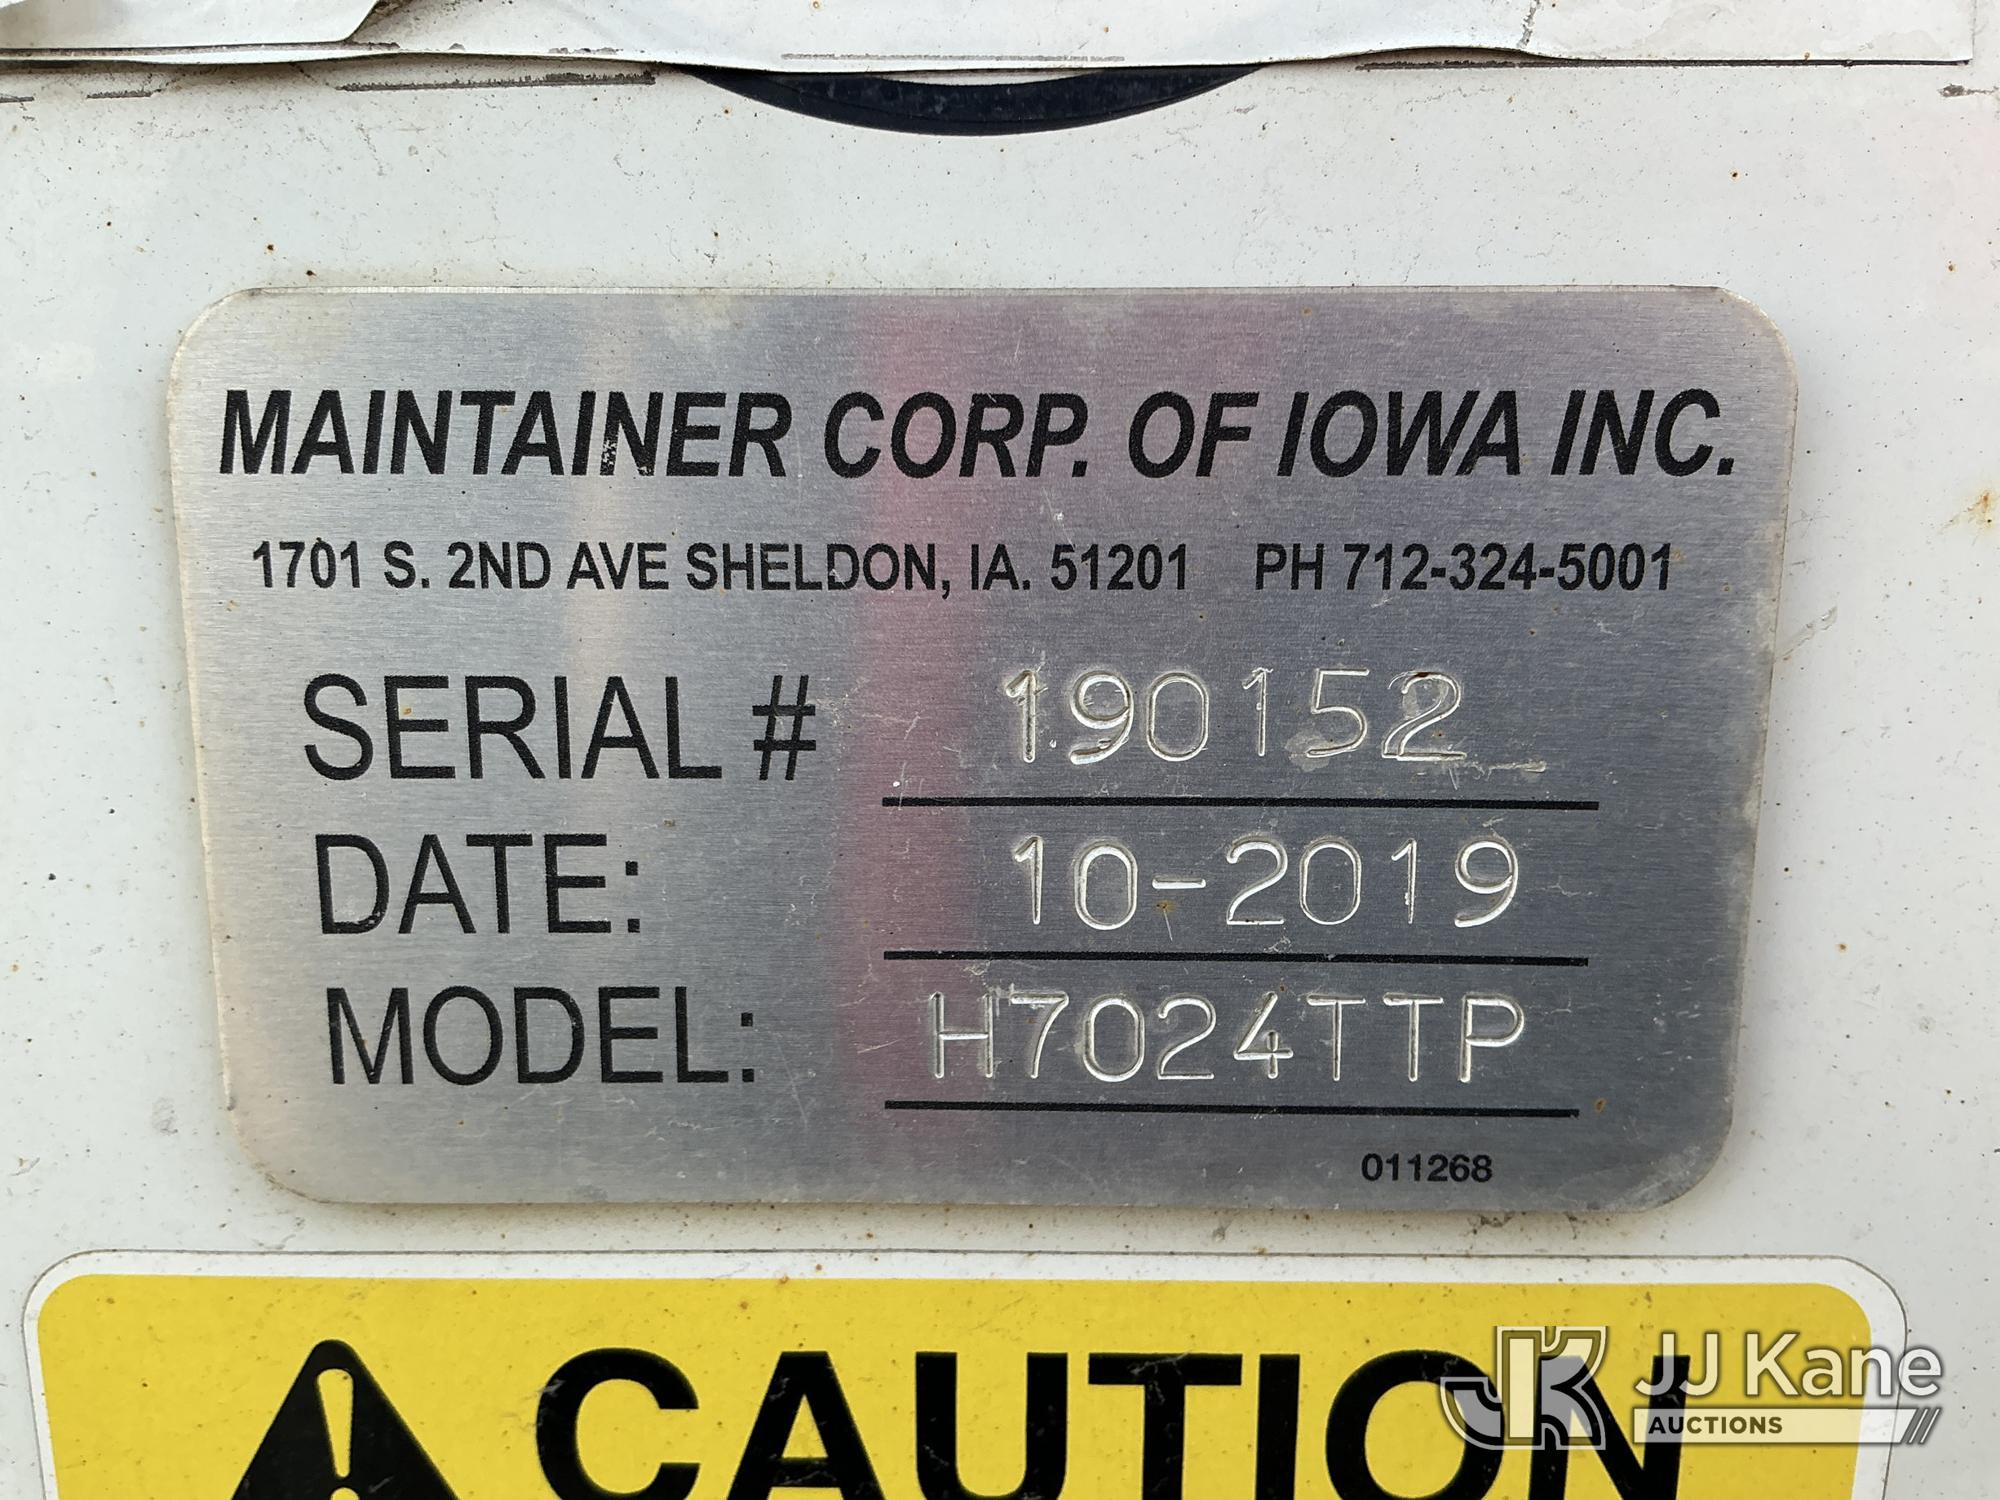 MAINTAINER CORP. OF IOWA INC.
1701 S. 2ND AVE SHELDON, IA. 51201 PH 712-324-5001
SERIAL # 190152
DATE: 10-2019
MODEL: H7024TTP
011268
CAUTION
JK JJ Kane
AUCTIONS